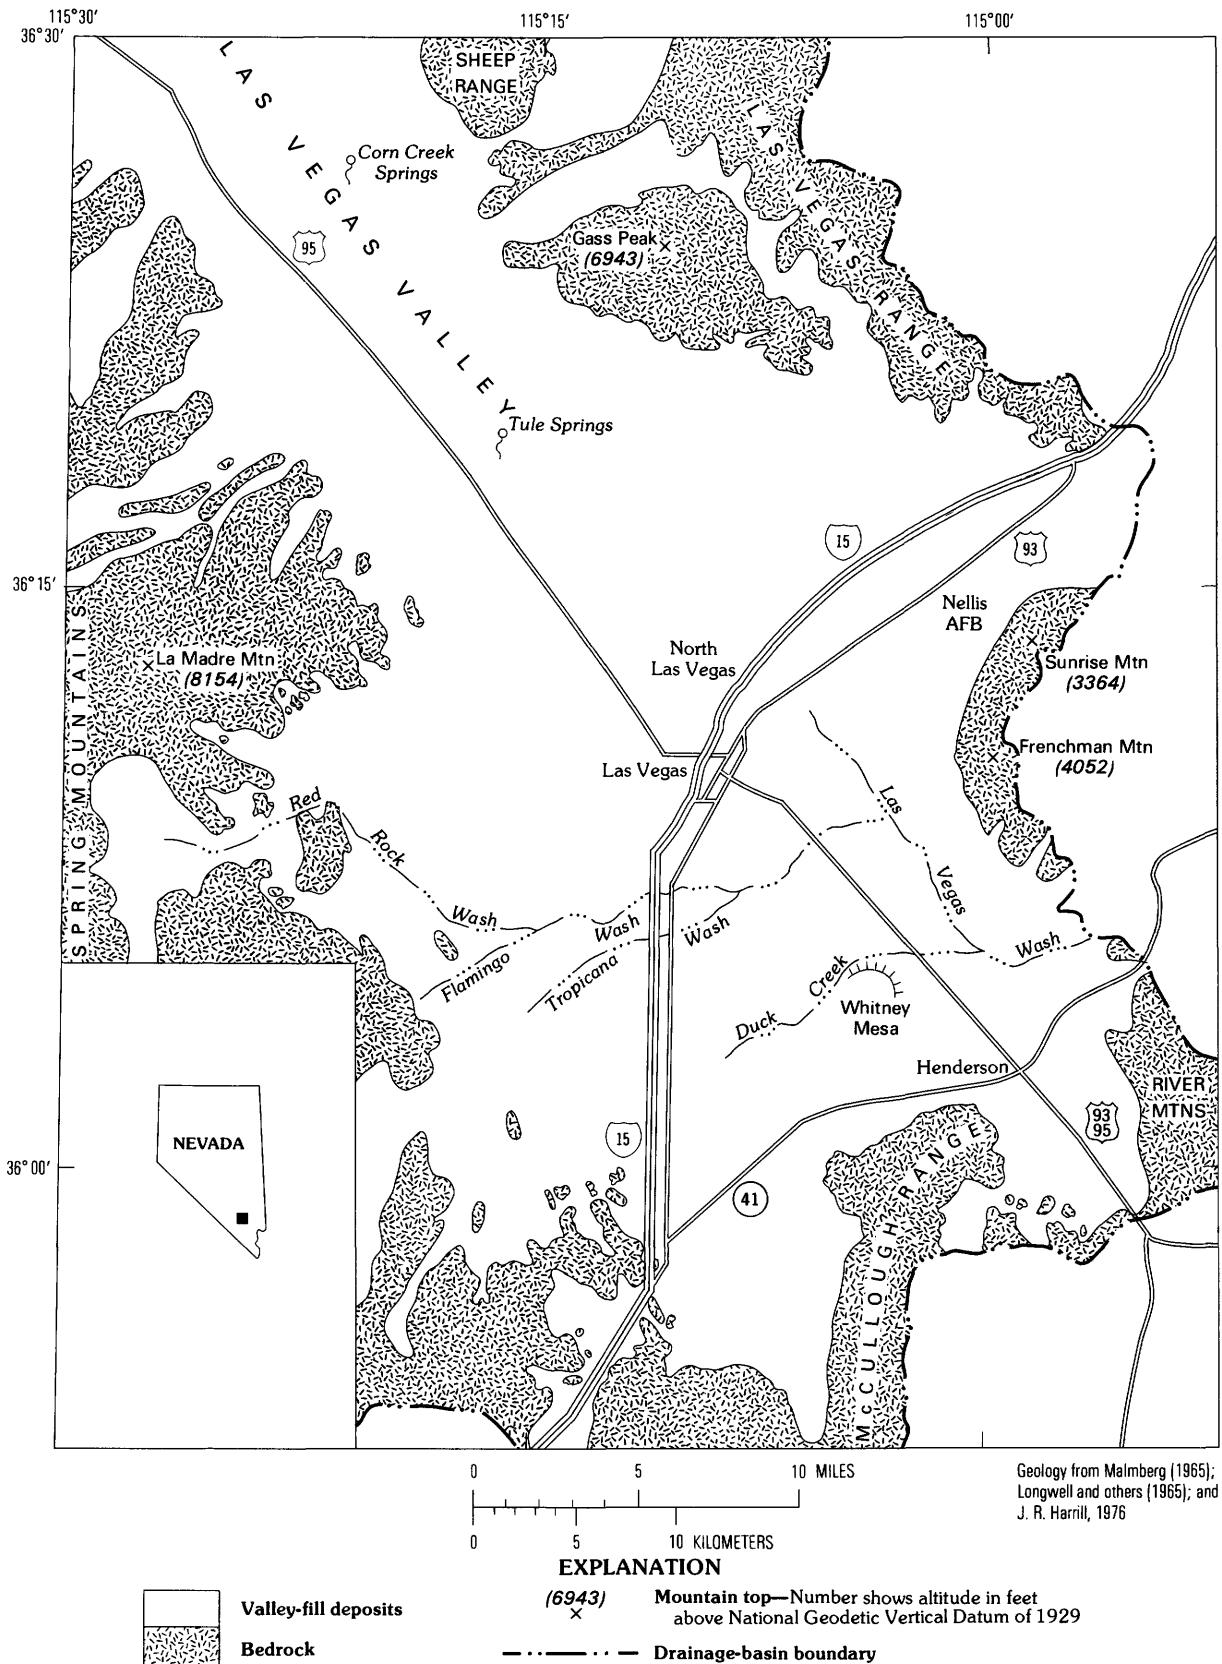 115°30'
115°15'
115°00'
36°30'
LAS VEGAS VALLEY
SHEEP
RANGE
LAS VEGAS RANGE
Corn Creek
Springs
95
Gass Peak
(6943)
Tule Springs
15
93
36°15'
Nellis
AFB
North
Las Vegas
Sunrise Mtn
(3364)
La Madre Mtn
(8154)
SPRING MOUNTAINS
Frenchman Mtn
(4052)
Las Vegas
Red
Rock
Wash
Las
Vegas
Wash
Flamingo
Wash
Tropicana
Wash
Duck
Creek
Whitney
Mesa
Henderson
RIVER
MTNS
NEVADA
93
95
15
36°00'
41
McCULLOUGH RANGE
0 5 10 MILES
0 5 10 KILOMETERS
Geology from Malmberg (1965);
Longwell and others (1965); and
J. R. Harrill, 1976
EXPLANATION
Valley-fill deposits
Bedrock
(6943)
Mountain top—Number shows altitude in feet
above National Geodetic Vertical Datum of 1929
Drainage-basin boundary